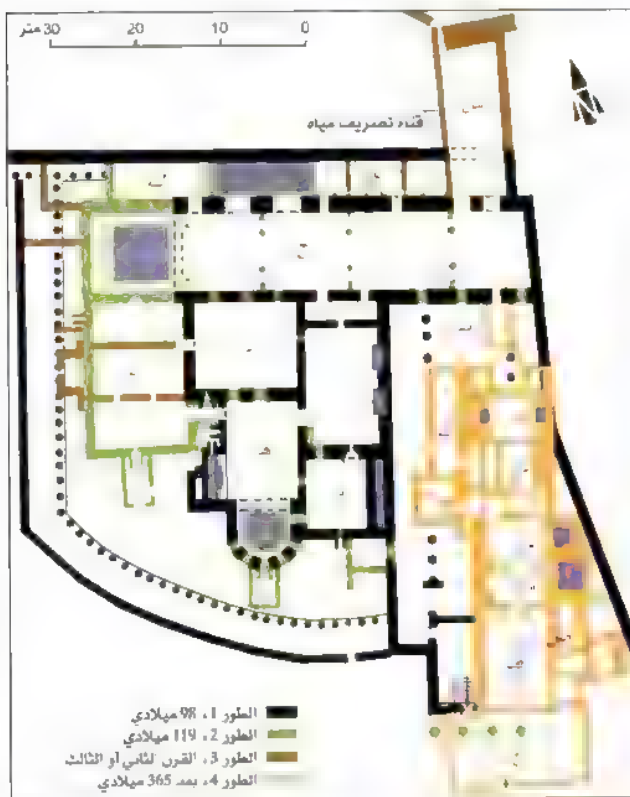 30 متر 20 10 0
قناة تصريف مياه
الطور 1، 98 ميلادي
الطور 2، 119 ميلادي
الطور 3، القرن الثاني أو الثالث
الطور 4، بعد 365 ميلادي